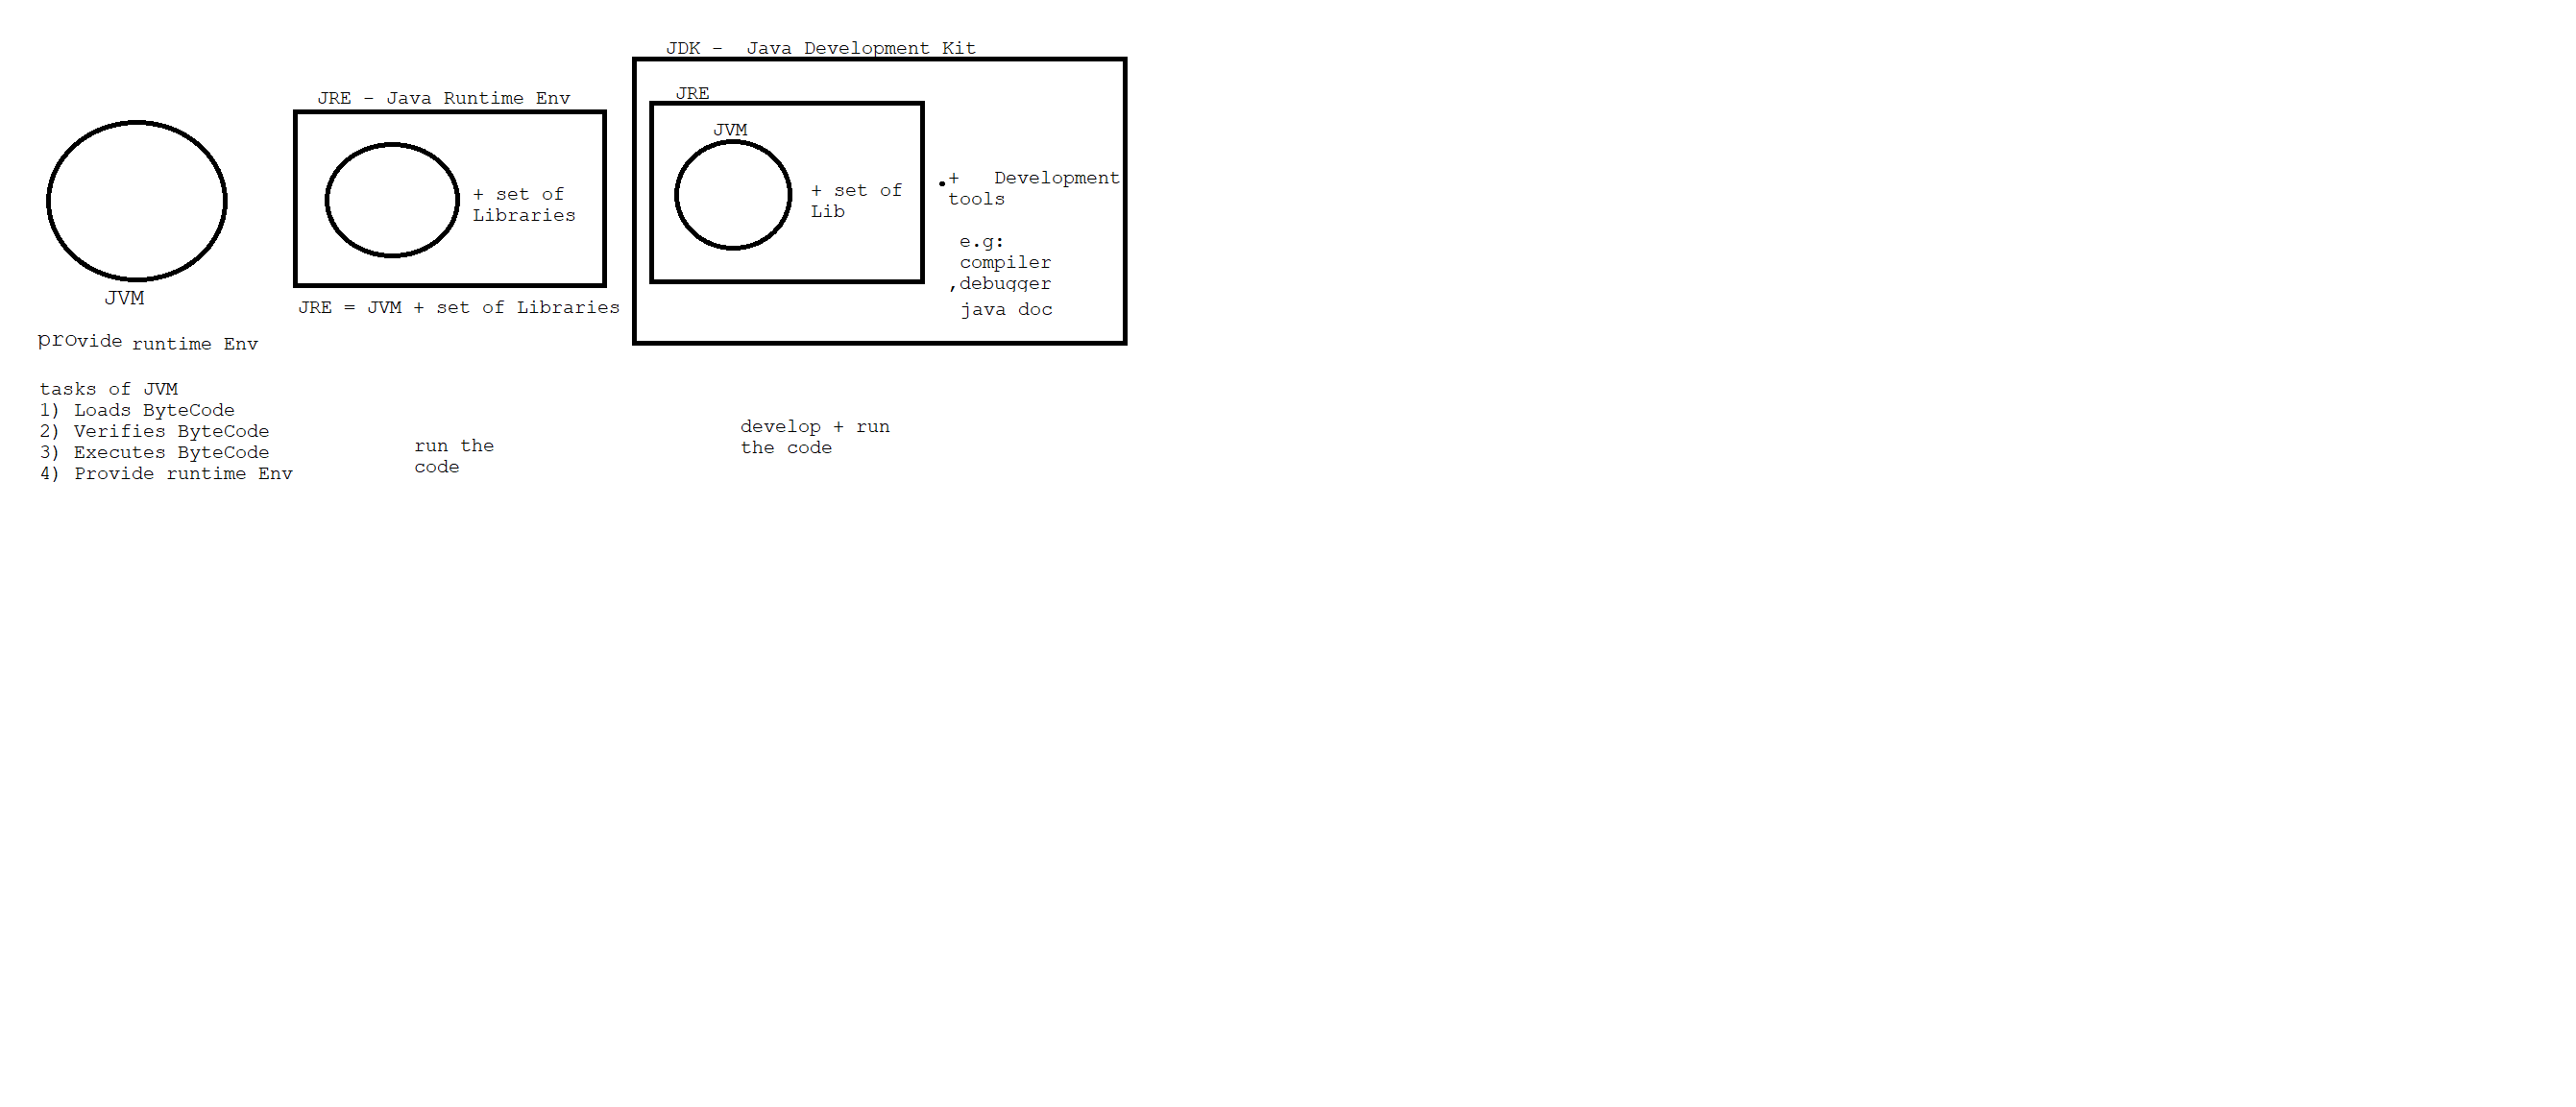 JVM
provide runtime Env
tasks of JVM
1) Loads ByteCode
2) Verifies ByteCode
3) Executes ByteCode
4) Provide runtime Env
JRE - Java Runtime Env
+ set of
Libraries
JRE = JVM + set of Libraries
run the
code
JDK -  Java Development Kit
JRE
JVM
+ set of
Lib
+   Development
tools
e.g:
compiler
,debugger
java doc
develop + run
the code